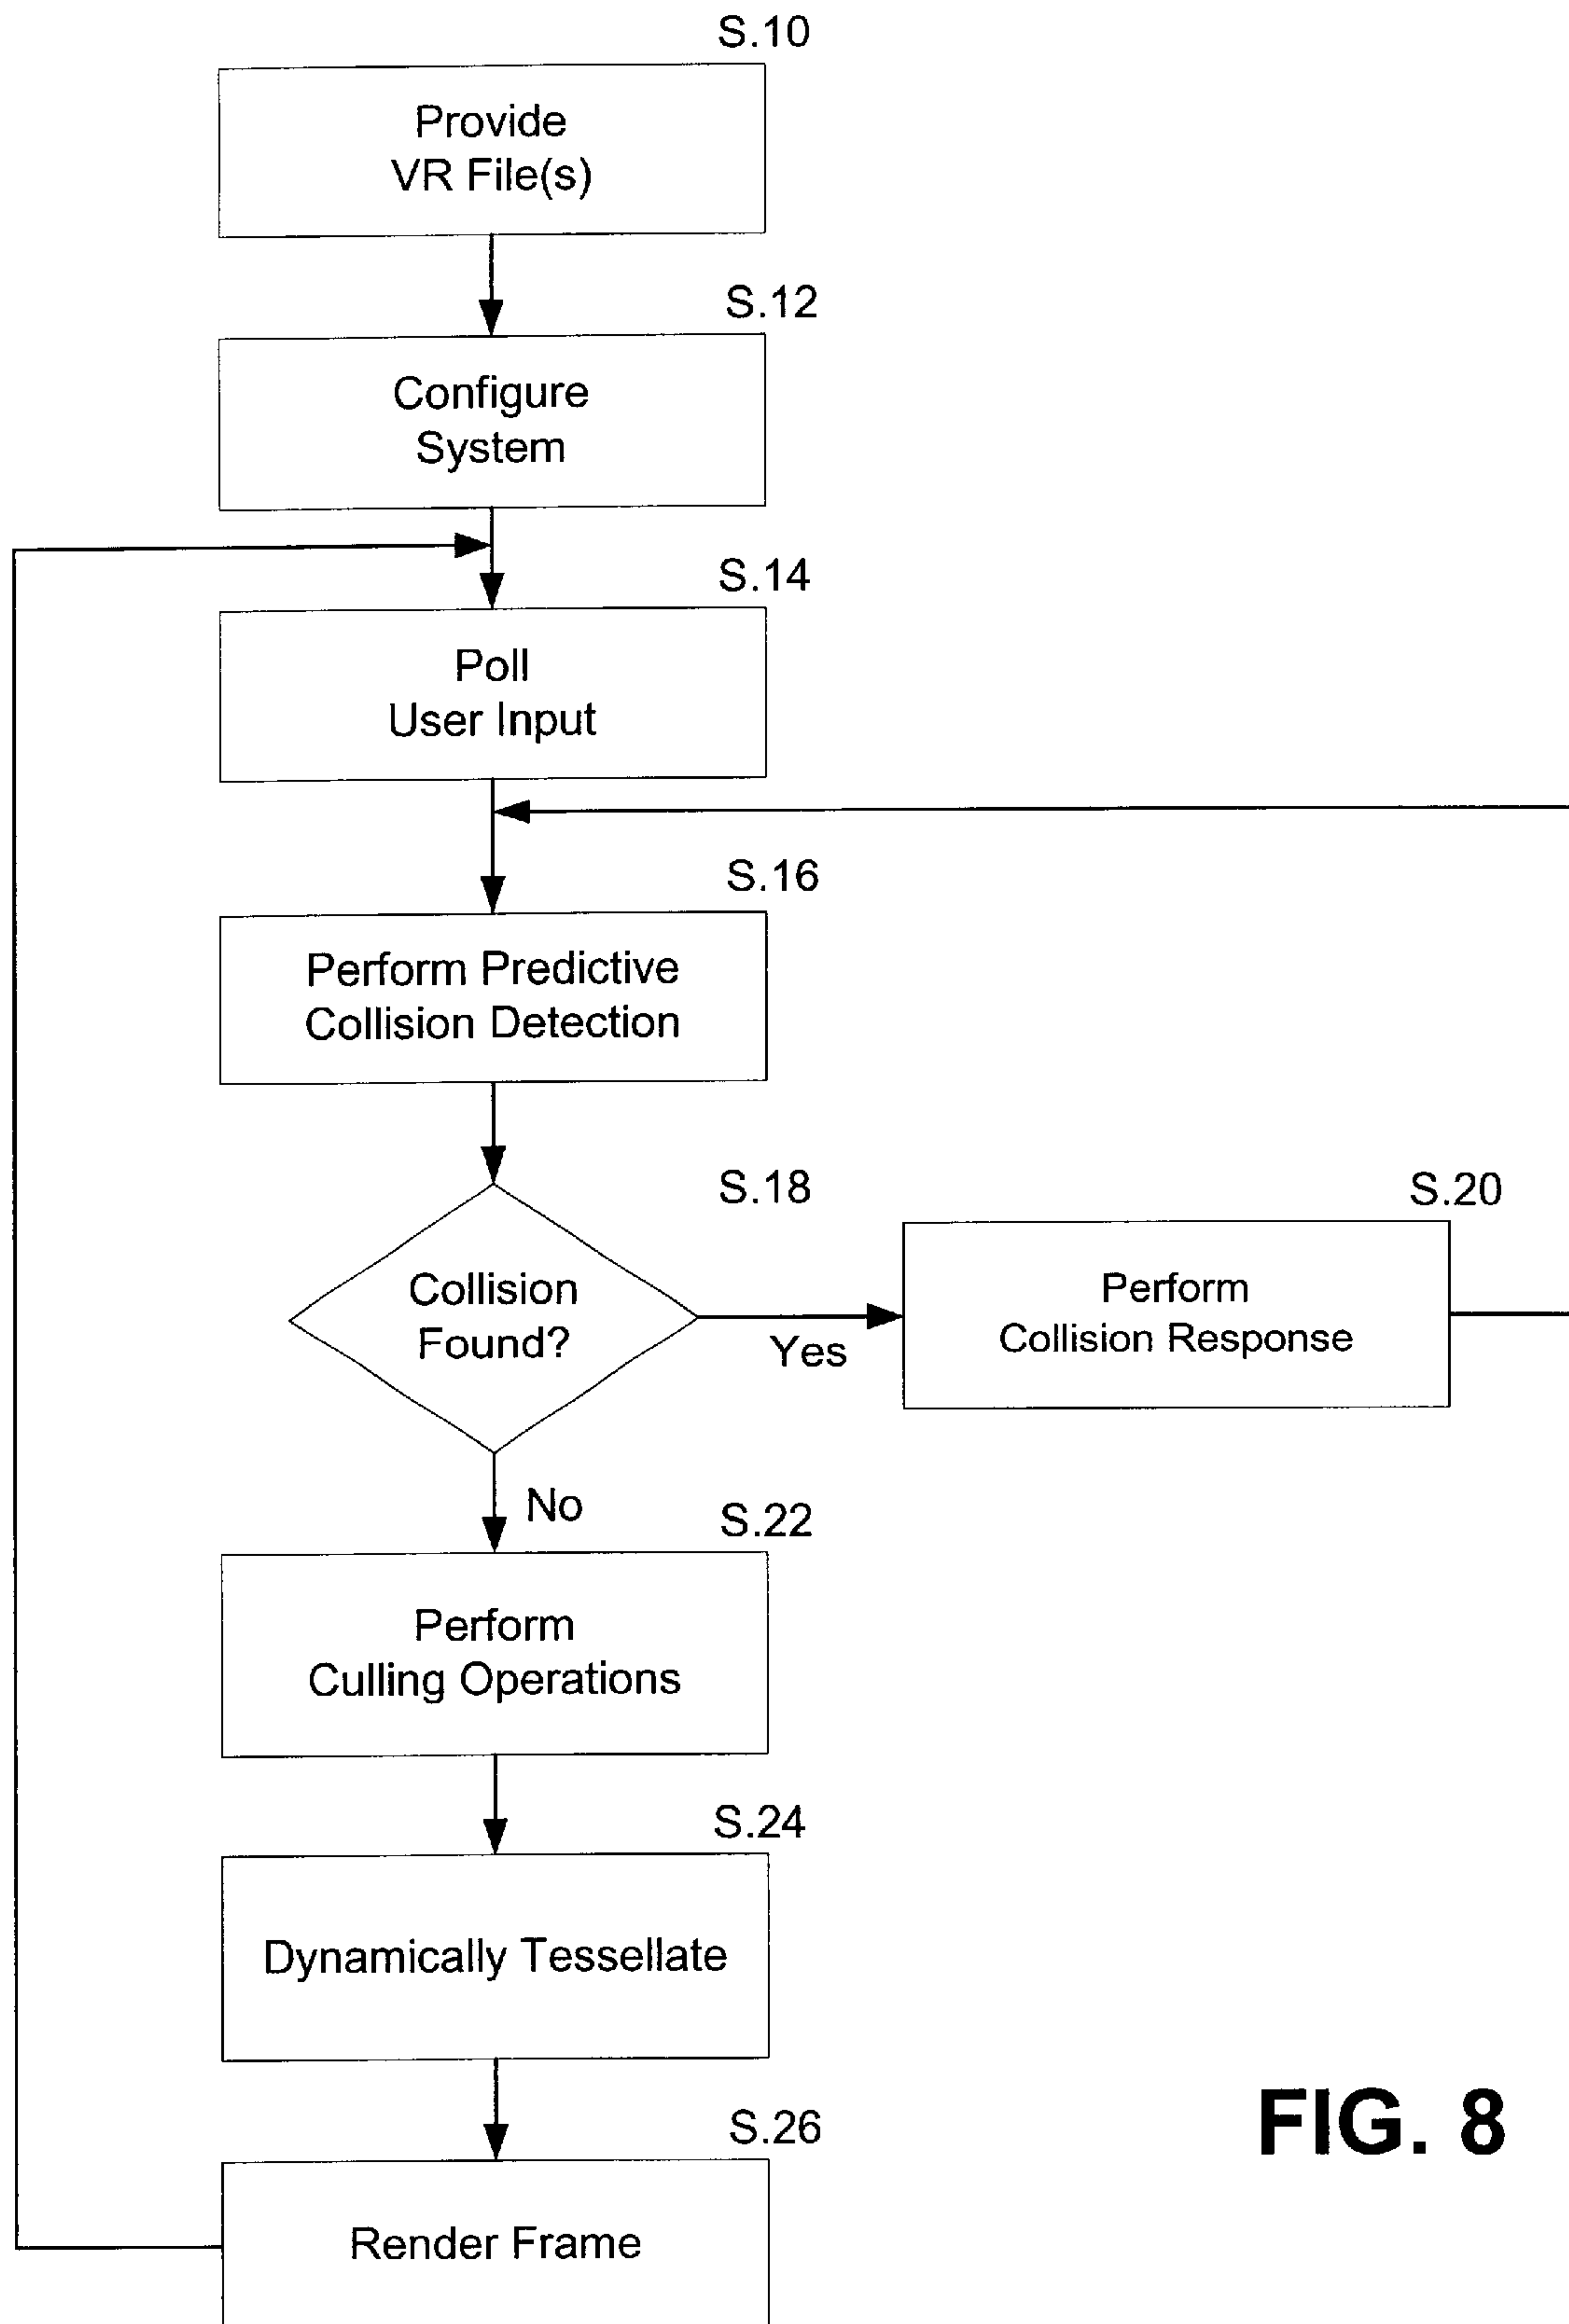 S.10
Provide
VR File(s)
S.12
Configure
System
S.14
Poll
User Input
S.16
Perform Predictive
Collision Detection
S.18
Collision
Found?
Yes
S.20
Perform
Collision Response
No
S.22
Perform
Culling Operations
S.24
Dynamically Tessellate
S.26
Render Frame
FIG. 8